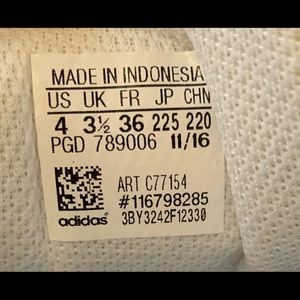 MADE IN INDONESIA
US UK FR JP CHN
4 3½ 36 225 220
PGD 789006 11/16
ART C77154
#116798285
adidas 3BY3242F12330